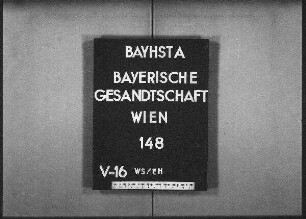 BAYHSTA
BAYERISCHE
GESANDTSCHAFT
WIEN
148
V-16 WS/EH